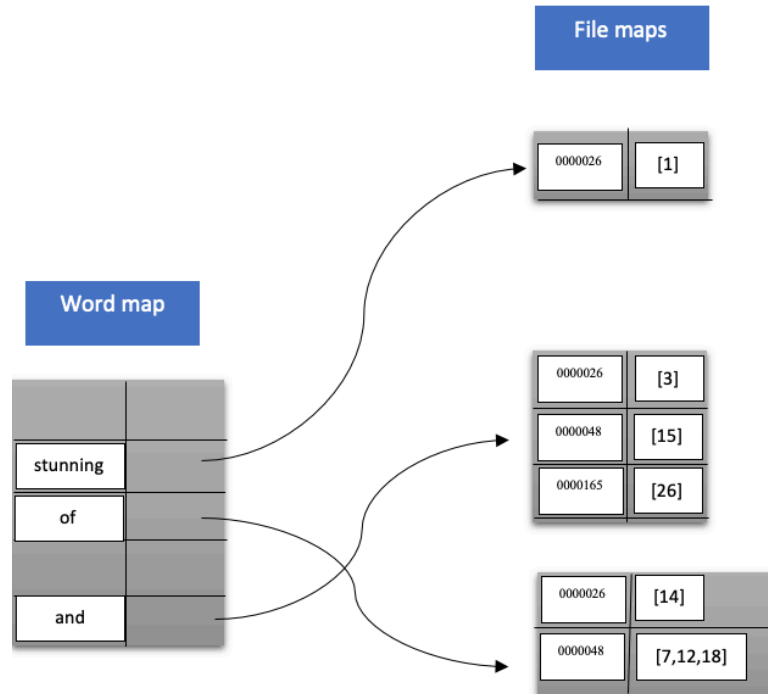 File maps
0000026 [1]
Word map
0000026 [3]
stunning
0000048 [15]
0000165 [26]
of
0000026 [14]
and
0000048 [7,12,18]